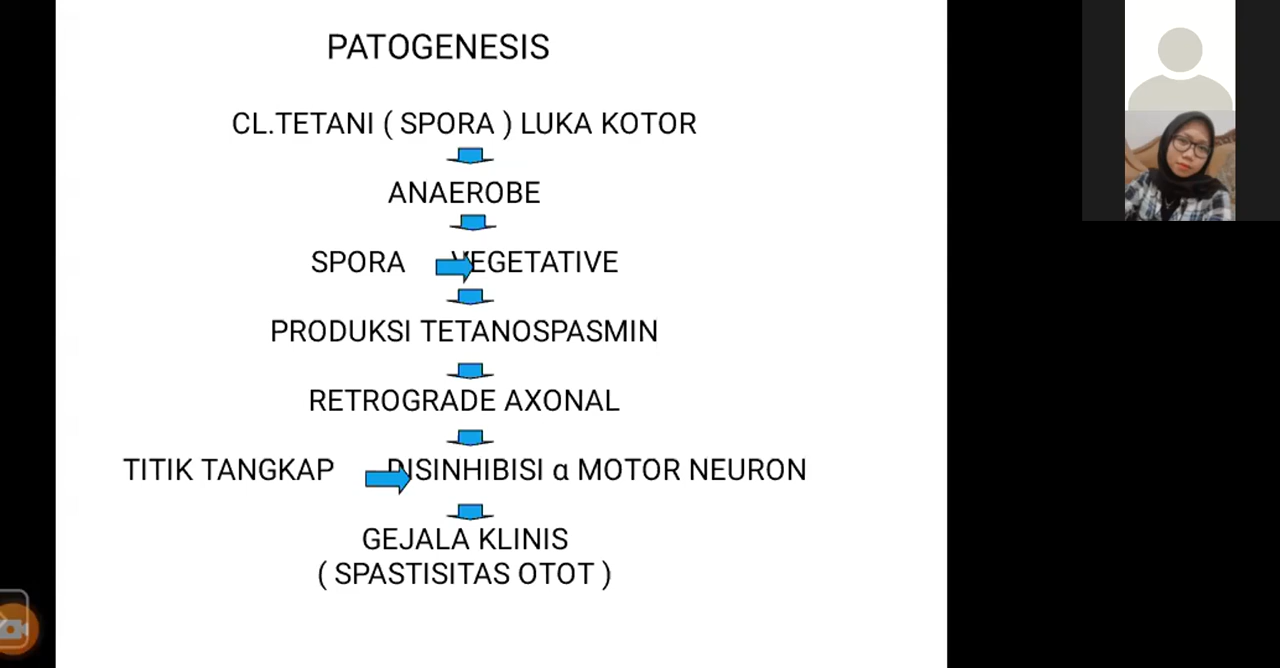 PATOGENESIS
CL.TETANI ( SPORA ) LUKA KOTOR
ANAEROBE
SPORA VEGETATIVE
PRODUKSI TETANOSPASMIN
RETROGRADE AXONAL
TITIK TANGKAP DISINHIBISI α MOTOR NEURON
GEJALA KLINIS
( SPASTISITAS OTOT )